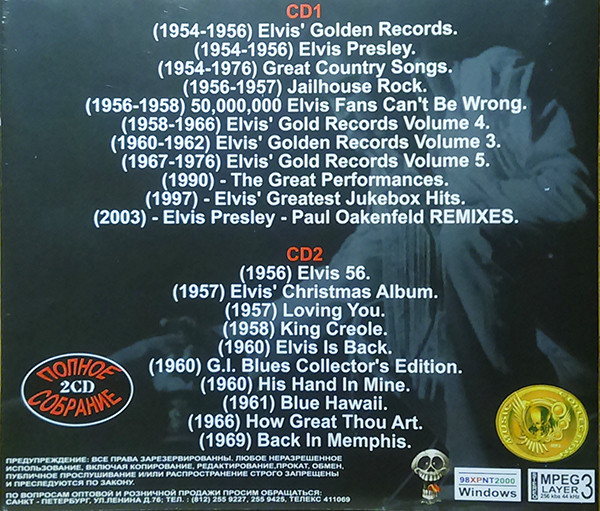 CD1
(1954-1956) Elvis' Golden Records.
(1954-1956) Elvis Presley.
(1954-1976) Great Country Songs.
(1956-1957) Jailhouse Rock.
(1956-1958) 50,000,000 Elvis Fans Can't Be Wrong.
(1958-1966) Elvis' Gold Records Volume 4.
(1960-1962) Elvis' Golden Records Volume 3.
(1967-1976) Elvis' Gold Records Volume 5.
(1990) - The Great Performances.
(1997) - Elvis' Greatest Jukebox Hits.
(2003) - Elvis Presley - Paul Oakenfeld REMIXES.
CD2
(1956) Elvis 56.
(1957) Elvis' Christmas Album.
(1957) Loving You.
(1958) King Creole.
(1960) Elvis Is Back.
(1960) G.I. Blues Collector's Edition.
(1960) His Hand In Mine.
(1961) Blue Hawaii.
(1966) How Great Thou Art.
(1969) Back In Memphis.
ПОЛНОЕ
2CD
СОБРАНИЕ
ПРЕДУПРЕЖДЕНИЕ: ВСЕ ПРАВА ЗАРЕЗЕРВИРОВАННЫ. ЛЮБОЕ НЕРАЗРЕШЕННОЕ
ИСПОЛЬЗОВАНИЕ, ВКЛЮЧАЯ КОПИРОВАНИЕ, РЕДАКТИРОВАНИЕ,ПРОКАТ, ОБМЕН,
ПУБЛИЧНОЕ ПРОСЛУШИВАНИЕ И/ИЛИ РАСПРОСТРАНЕНИЕ СТРОГО ЗАПРЕЩЕНЫ
И ПРЕСЛЕДУЮТСЯ ПО ЗАКОНУ.
ПО ВОПРОСАМ ОПТОВОЙ И РОЗНИЧНОЙ ПРОДАЖИ ПРОСИМ ОБРАЩАТЬСЯ:
САНКТ - ПЕТЕРБУРГ, УЛ.ЛЕНИНА Д.76; ТЕЛ. : (812) 255 9227, 255 9425, ТЕЛЕКС 411069
98XPNT2000
Windows
MPEG
LAYER 3
256 kbs 44 kHz